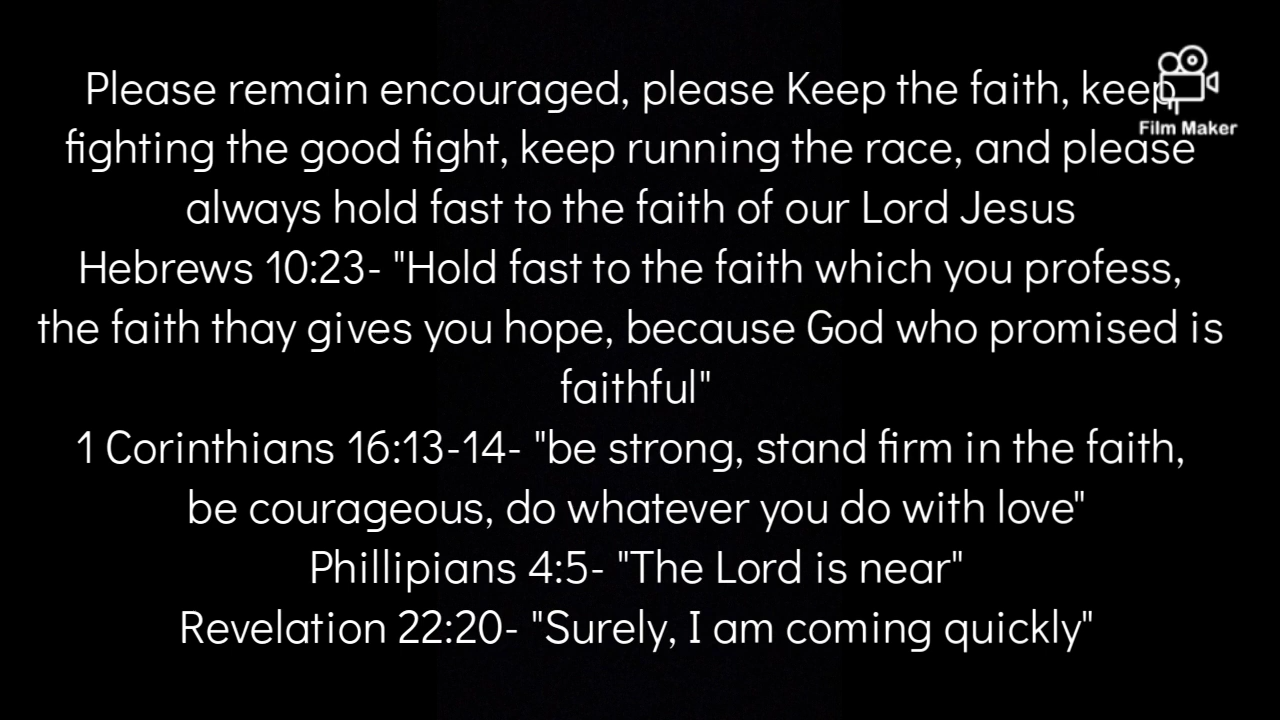 Please remain encouraged, please Keep the faith, keep
Film Maker
fighting the good fight, keep running the race, and please
always hold fast to the faith of our Lord Jesus
Hebrews 10:23- "Hold fast to the faith which you profess,
the faith thay gives you hope, because God who promised is
faithful"
1 Corinthians 16:13-14- "be strong, stand firm in the faith,
be courageous, do whatever you do with love"
Phillipians 4:5- "The Lord is near"
Revelation 22:20- "Surely, I am coming quickly"